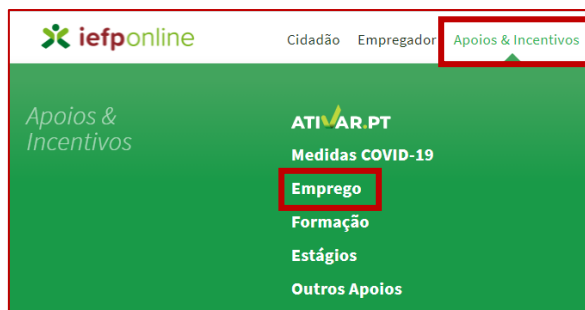 iefponline Cidadão Empregador Apoios & Incentivos
Apoios &
Incentivos
ATIVAR.PT
Medidas COVID-19
Emprego
Formação
Estágios
Outros Apoios